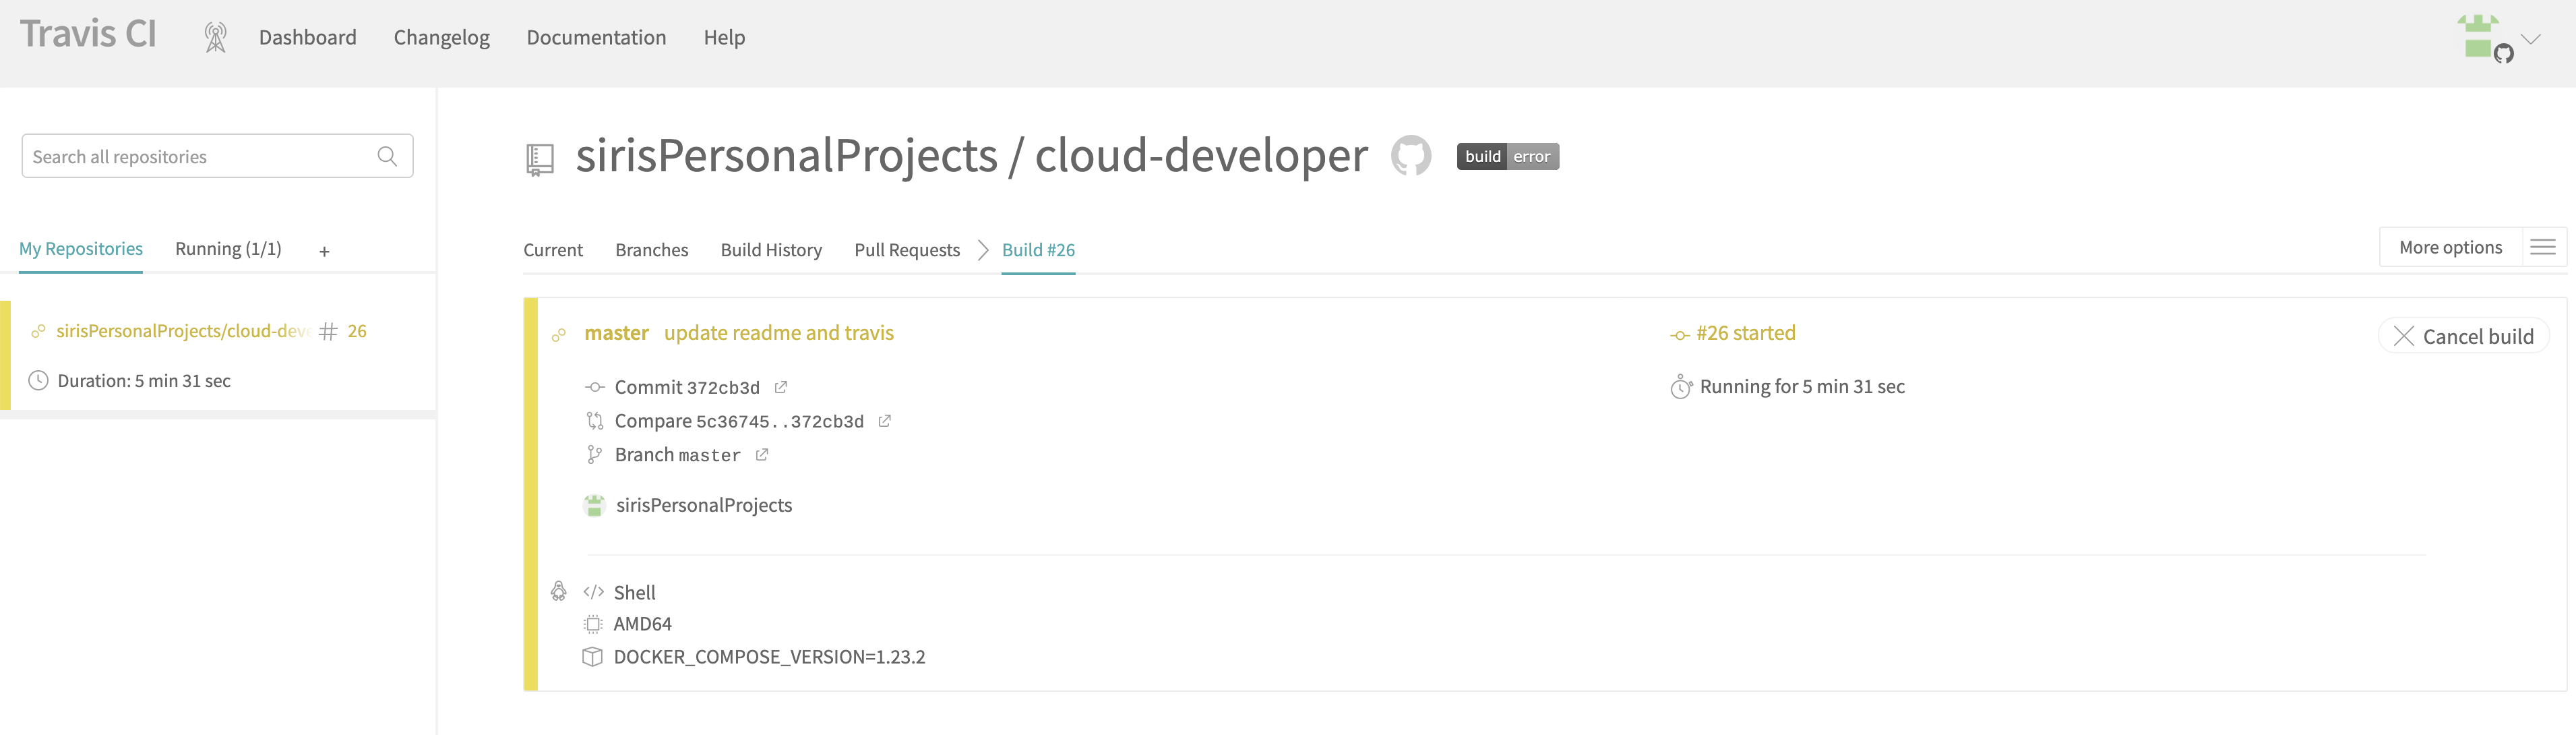 Travis CI
Dashboard
Changelog
Documentation
Help
Search all repositories
My Repositories
Running (1/1)
+
sirisPersonalProjects/cloud-deve
# 26
Duration: 5 min 31 sec
sirisPersonalProjects / cloud-developer
build error
Current
Branches
Build History
Pull Requests
Build #26
More options
master update readme and travis
Commit 372cb3d
Compare 5c36745..372cb3d
Branch master
sirisPersonalProjects
#26 started
Running for 5 min 31 sec
Cancel build
</> Shell
AMD64
DOCKER_COMPOSE_VERSION=1.23.2